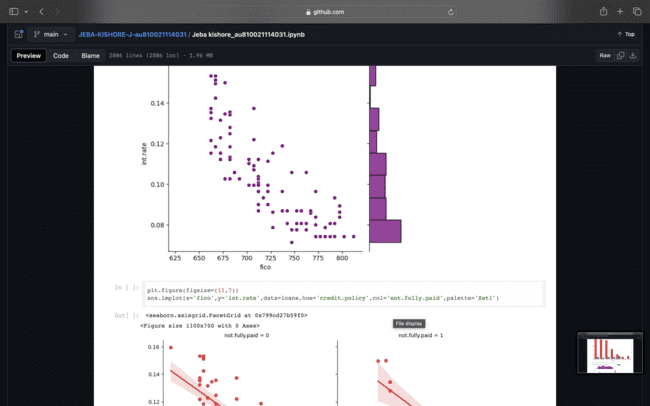 github.com
main
JEBA-KISHORE-J-au810021114031 / Jeba kishore_au810021114031.ipynb
Top
Preview
Code
Blame
2806 lines (2806 loc) · 1.96 MB
Raw
0.14
0.12
0.10
0.08
int.rate
625
650
675
700
725
750
775
800
fico
In [ ]:
plt.figure(figsize=(11,7))
sns.lmplot(x='fico',y='int.rate',data=loans,hue='credit.policy',col='not.fully.paid',palette='Set1')
Out[ ]:
<seaborn.axisgrid.FacetGrid at 0x799cd27b59f0>
<Figure size 1100x700 with 0 Axes>
File display
not.fully.paid = 0
not.fully.paid = 1
0.16
0.14
0.12